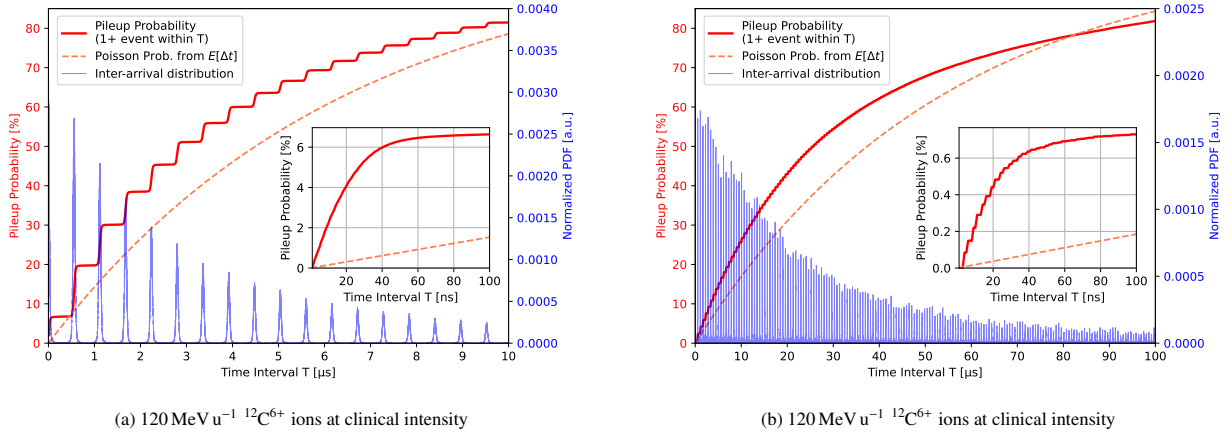 Pileup Probability
(1+ event within T)
Poisson Prob. from E[Δt]
Inter-arrival distribution
Pileup Probability [%]
0
10
20
30
40
50
60
70
80
0 1 2 3 4 5 6 7 8 9 10
Time Interval T [μs]
0.0000
0.0005
0.0010
0.0015
0.0020
0.0025
0.0030
0.0035
0.0040
Normalized PDF [a.u.]
Pileup Probability [%]
0
2
4
6
20 40 60 80 100
Time Interval T [ns]
(a) 120 MeV u⁻¹ ¹²C⁶⁺ ions at clinical intensity
Pileup Probability
(1+ event within T)
Poisson Prob. from E[Δt]
Inter-arrival distribution
Pileup Probability [%]
0
10
20
30
40
50
60
70
80
0 10 20 30 40 50 60 70 80 90 100
Time Interval T [μs]
0.0000
0.0005
0.0010
0.0015
0.0020
0.0025
Normalized PDF [a.u.]
Pileup Probability [%]
0.0
0.2
0.4
0.6
20 40 60 80 100
Time Interval T [ns]
(b) 120 MeV u⁻¹ ¹²C⁶⁺ ions at clinical intensity